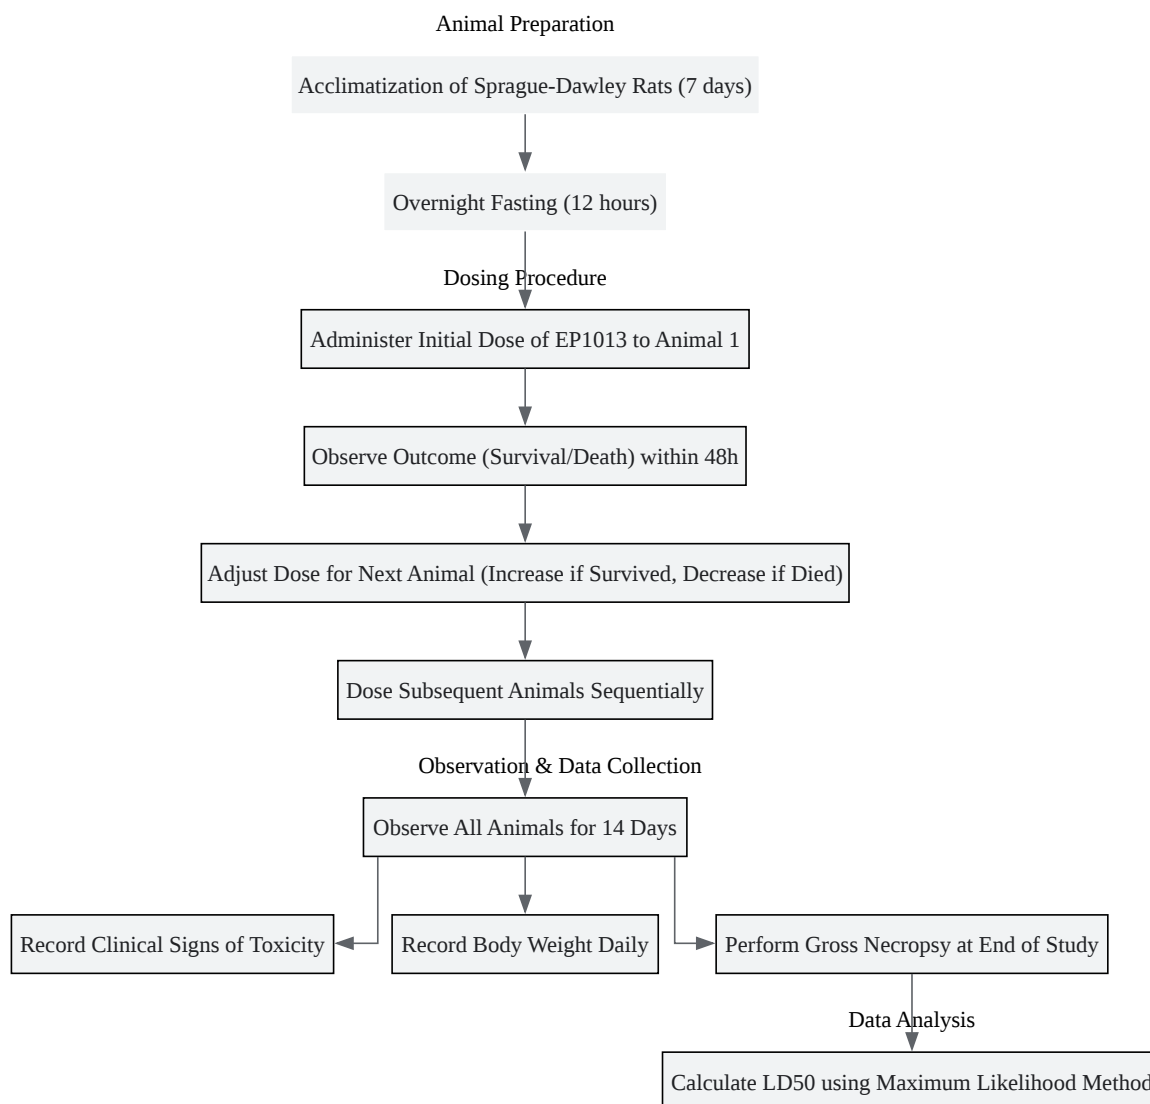 Animal Preparation
Acclimatization of Sprague-Dawley Rats (7 days)
Overnight Fasting (12 hours)
Dosing Procedure
Administer Initial Dose of EP1013 to Animal 1
Observe Outcome (Survival/Death) within 48h
Adjust Dose for Next Animal (Increase if Survived, Decrease if Died)
Dose Subsequent Animals Sequentially
Observation & Data Collection
Observe All Animals for 14 Days
Record Clinical Signs of Toxicity
Record Body Weight Daily
Perform Gross Necropsy at End of Study
Data Analysis
Calculate LD50 using Maximum Likelihood Method